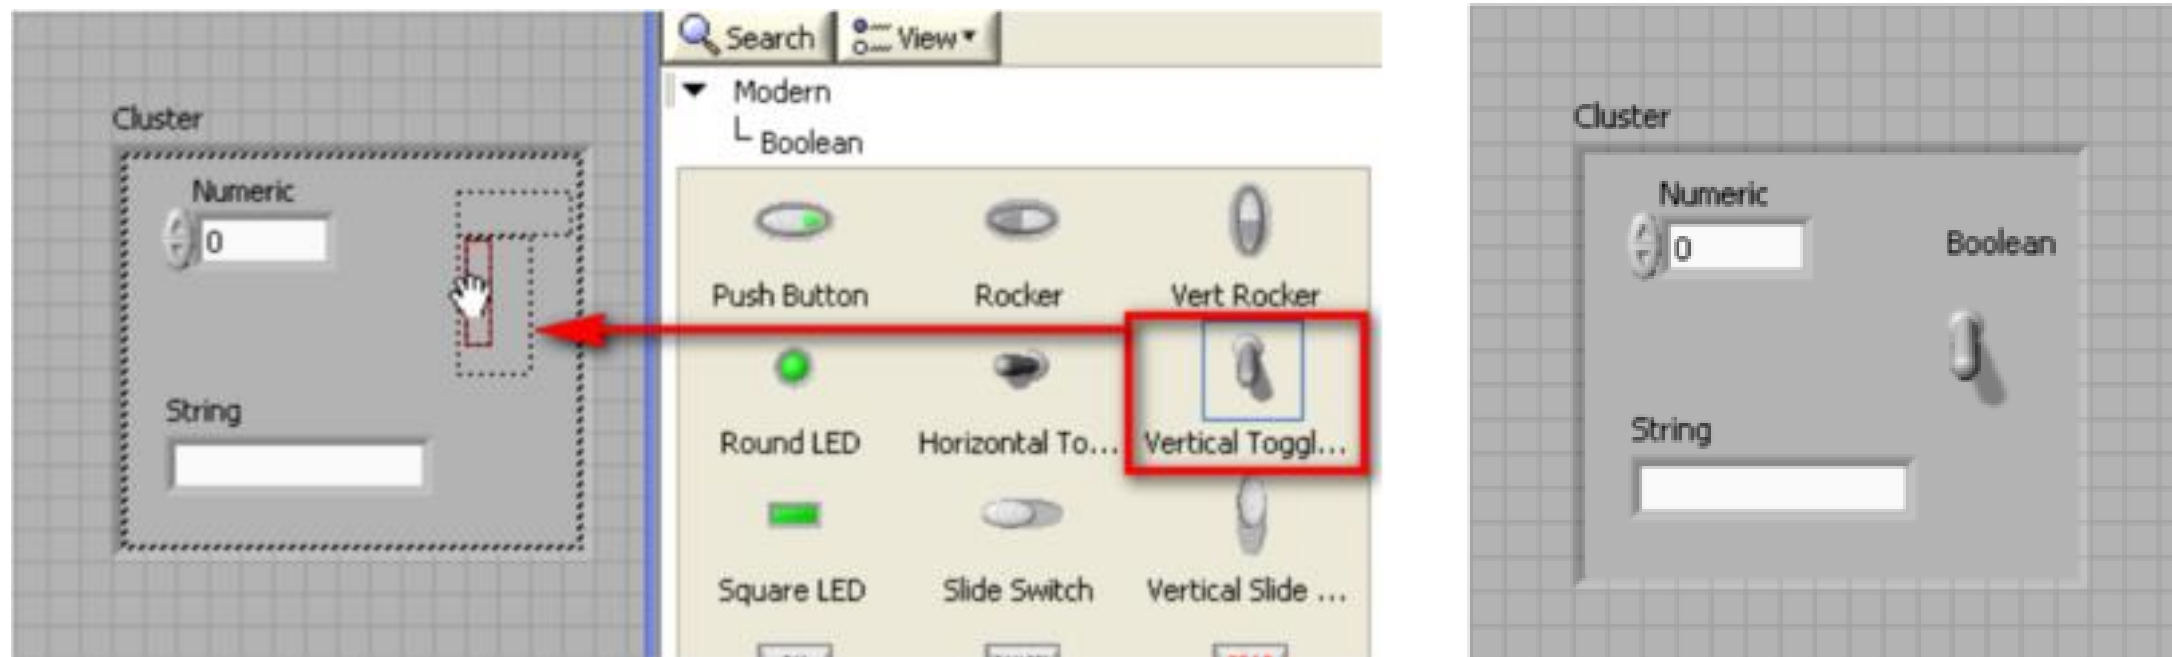 Cluster
Numeric
0
String
Search View
Modern
Boolean
Push Button Rocker Vert Rocker
Round LED Horizontal To... Vertical Toggl...
Square LED Slide Switch Vertical Slide ...
Cluster
Numeric
0
Boolean
String